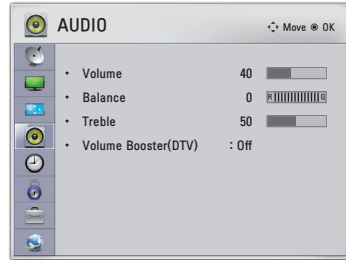 AUDIO Move OK
• Volume 40
• Balance 0 R G
• Treble 50
• Volume Booster(DTV) : Off